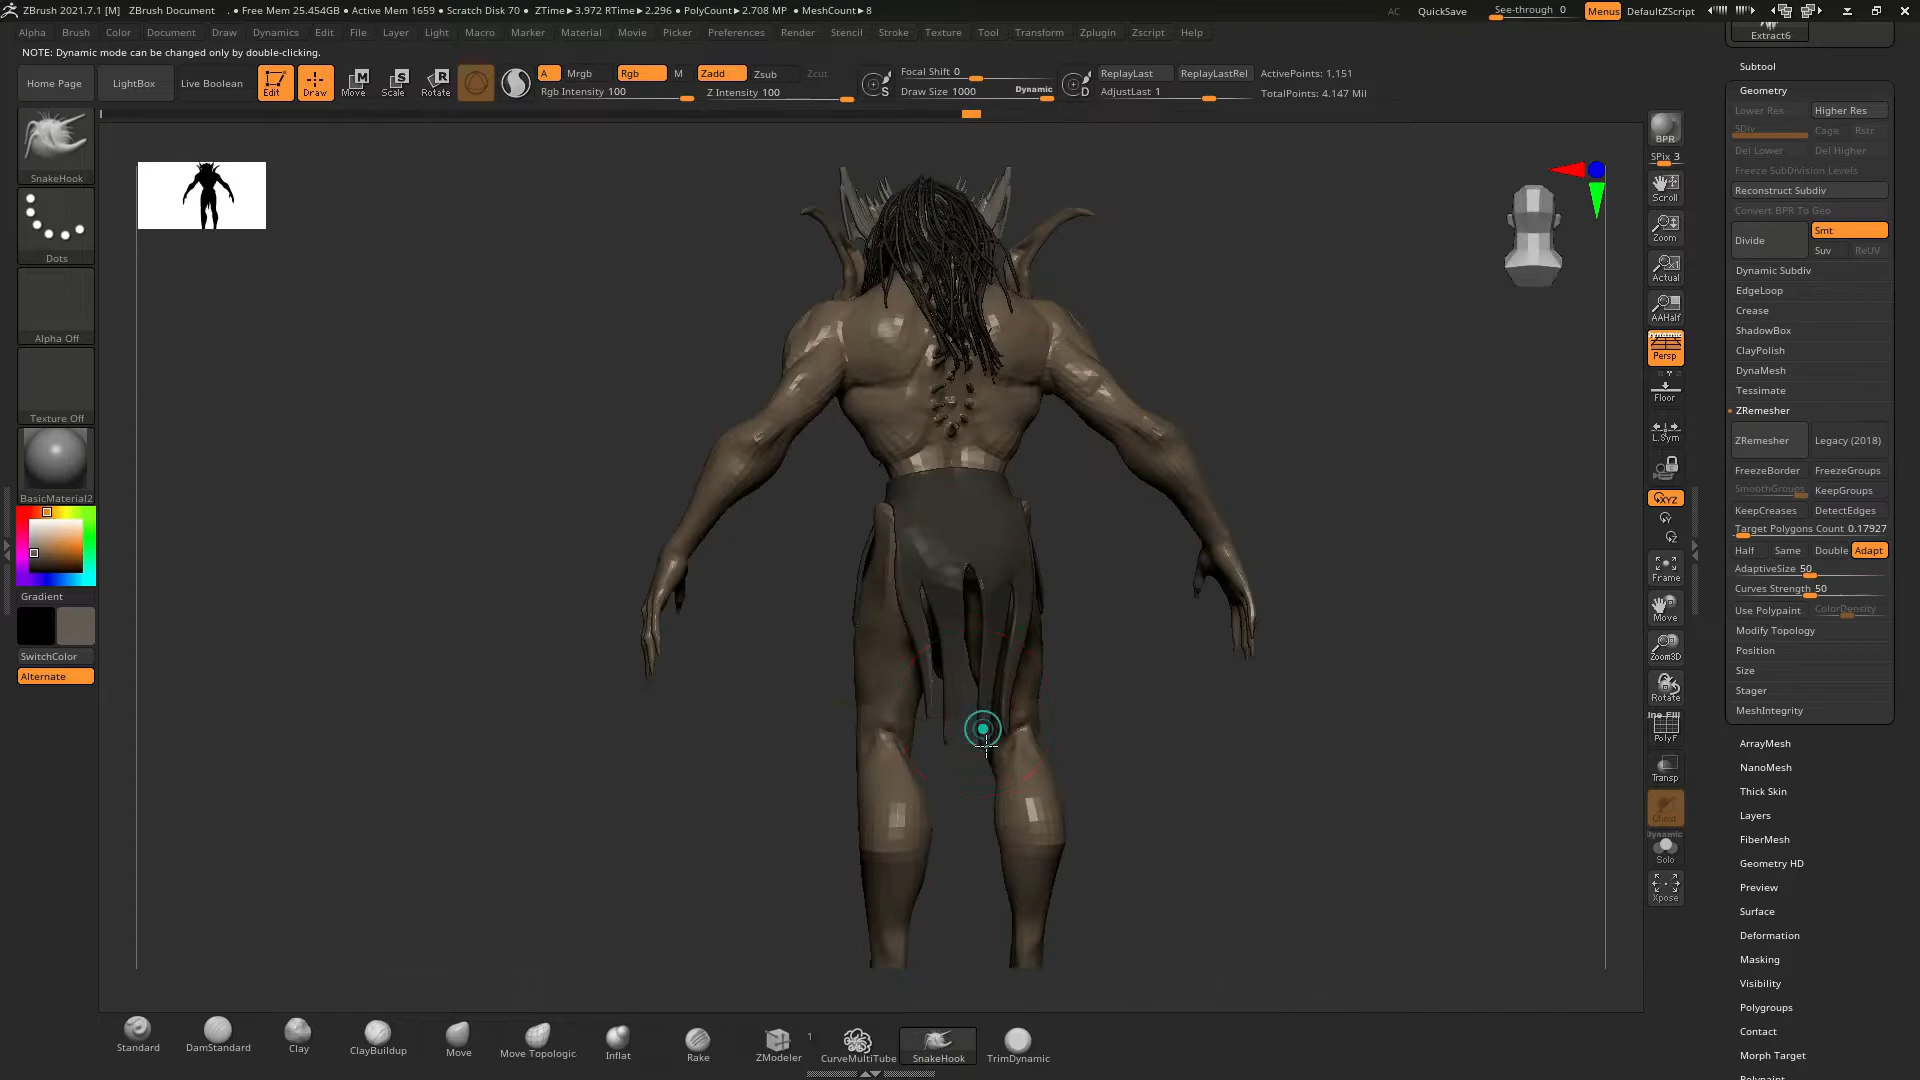 ZBrush 2021.7.1 [M] ZBrush Document . ● Free Mem 25.454GB ● Active Mem 1659 ● Scratch Disk 70 ● ZTime▸3.972 RTime▸2.296 ● PolyCount▸2.708 MP ● MeshCount▸8 AC QuickSave See-through 0 Menus DefaultZScript
Alpha Brush Color Document Draw Dynamics Edit File Layer Light Macro Marker Material Movie Picker Preferences Render Stencil Stroke Texture Tool Transform Zplugin Zscript Help
NOTE: Dynamic mode can be changed only by double-clicking.
Home Page LightBox Live Boolean Edit Draw Move Scale Rotate
A Mrgb Rgb M Zadd Zsub Zcut
Rgb Intensity 100 Z Intensity 100
S Focal Shift 0
Draw Size 1000 Dynamic D
ReplayLast ReplayLastRel ActivePoints: 1,151
AdjustLast 1 TotalPoints: 4.147 Mil
SnakeHook
Dots
Alpha Off
Texture Off
BasicMaterial2
Gradient
SwitchColor
Alternate
BPR
SPix 3
Scroll
Zoom
Actual
AAHalf
Dynamic
Persp
Floor
L.Sym
XYZ
Frame
Move
Zoom3D
Rotate
Line Fill
PolyF
Transp
Ghost
Dynamic
Solo
Xpose
Extract6
Subtool
Geometry
Lower Res Higher Res
SDiv Cage Rstr
Del Lower Del Higher
Freeze SubDivision Levels
Reconstruct Subdiv
Convert BPR To Geo
Divide Smt
Suv ReUV
Dynamic Subdiv
EdgeLoop
Crease
ShadowBox
ClayPolish
DynaMesh
Tessimate
ZRemesher
ZRemesher Legacy (2018)
FreezeBorder FreezeGroups
SmoothGroups KeepGroups
KeepCreases DetectEdges
Target Polygons Count 0.17927
Half Same Double Adapt
AdaptiveSize 50
Curves Strength 50
Use Polypaint ColorDensity
Modify Topology
Position
Size
Stager
MeshIntegrity
ArrayMesh
NanoMesh
Thick Skin
Layers
FiberMesh
Geometry HD
Preview
Surface
Deformation
Masking
Visibility
Polygroups
Contact
Morph Target
Polypaint
Standard DamStandard Clay ClayBuildup Move Move Topologic Inflat Rake ZModeler 1 CurveMultiTube SnakeHook TrimDynamic